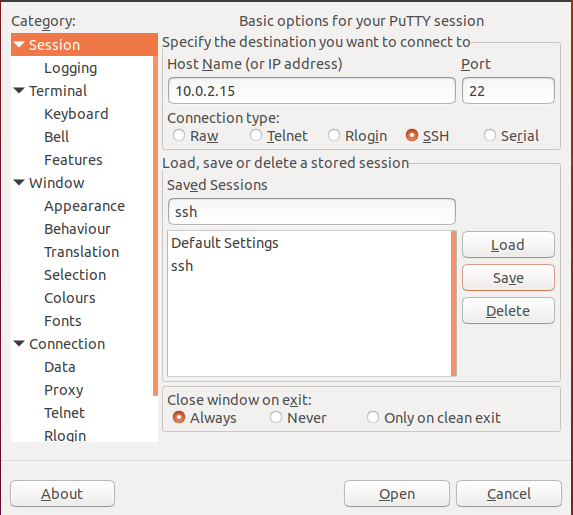 Category:
Basic options for your PuTTY session
Session
Logging
Terminal
Keyboard
Bell
Features
Window
Appearance
Behaviour
Translation
Selection
Colours
Fonts
Connection
Data
Proxy
Telnet
Rlogin
Specify the destination you want to connect to
Host Name (or IP address) Port
10.0.2.15 22
Connection type:
Raw Telnet Rlogin SSH Serial
Load, save or delete a stored session
Saved Sessions
ssh
Default Settings
ssh
Load
Save
Delete
Close window on exit:
Always Never Only on clean exit
About Open Cancel